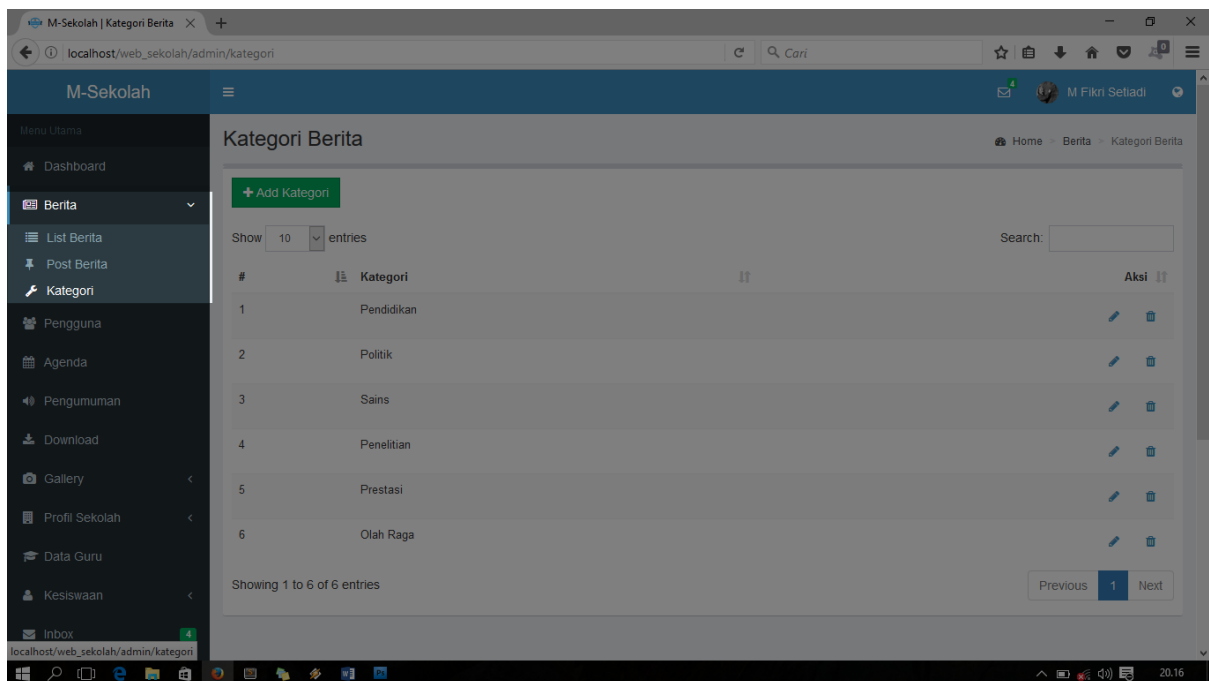 M-Sekolah | Kategori Berita
localhost/web_sekolah/admin/kategori
Cari
M-Sekolah
4
M Fikri Setiadi
Menu Utama
Kategori Berita
Home > Berita > Kategori Berita
Dashboard
+ Add Kategori
Berita
List Berita
Show 10 entries
Search:
Post Berita
# Kategori Aksi
Kategori
1 Pendidikan
Pengguna
2 Politik
Agenda
3 Sains
Pengumuman
4 Penelitian
Download
Gallery
5 Prestasi
Profil Sekolah
6 Olah Raga
Data Guru
Showing 1 to 6 of 6 entries
Previous 1 Next
Kesiswaan
Inbox 4
localhost/web_sekolah/admin/kategori
20.16